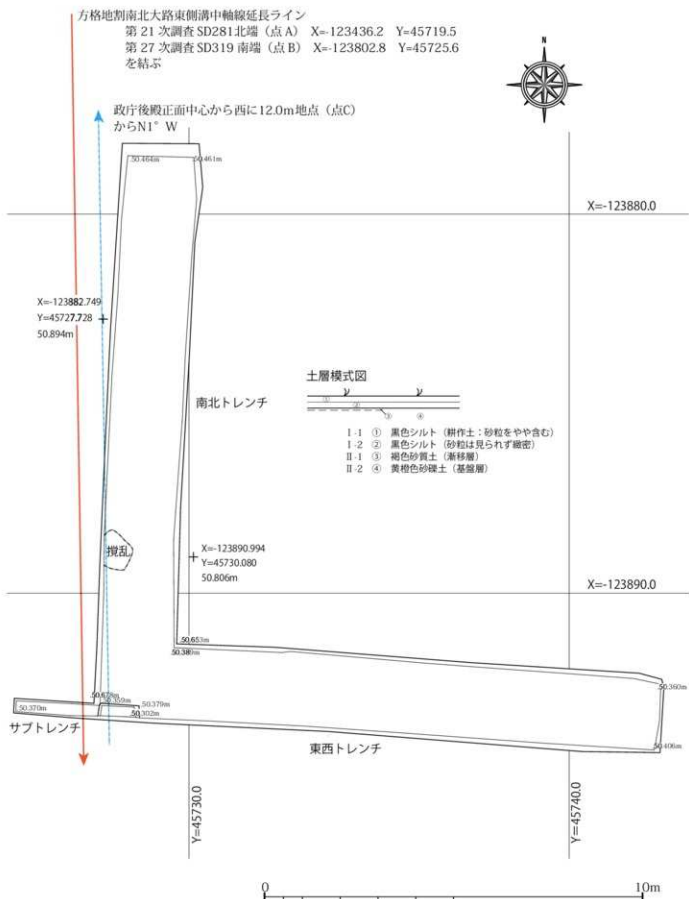 方格地割南北大路東側溝中軸線延長ライン
第 21 次調査 SD281北端（点 A） X=-123436.2 Y=45719.5
第 27 次調査 SD319 南端（点 B） X=-123802.8 Y=45725.6
を結ぶ
N
政庁後殿正面中心から西に12.0m地点（点C）
からN1° W
50.464m
50.461m
X=-123880.0
X=-123882.749
Y=45727.728
50.894m
土層模式図
①
②
③
④
南北トレンチ
Ⅰ-1 ① 黒色シルト（耕作土：砂粒をやや含む）
Ⅰ-2 ② 黒色シルト（砂粒は見られず緻密）
Ⅱ-1 ③ 褐色砂質土（漸移層）
Ⅱ-2 ④ 黄橙色砂礫土（基盤層）
撹乱
X=-123890.994
Y=45730.080
50.806m
X=-123890.0
50.653m
50.360m
50.359m
50.379m
50.370m
50.302m
サブトレンチ
東西トレンチ
50.406m
Y=45730.0
Y=45740.0
0
10m